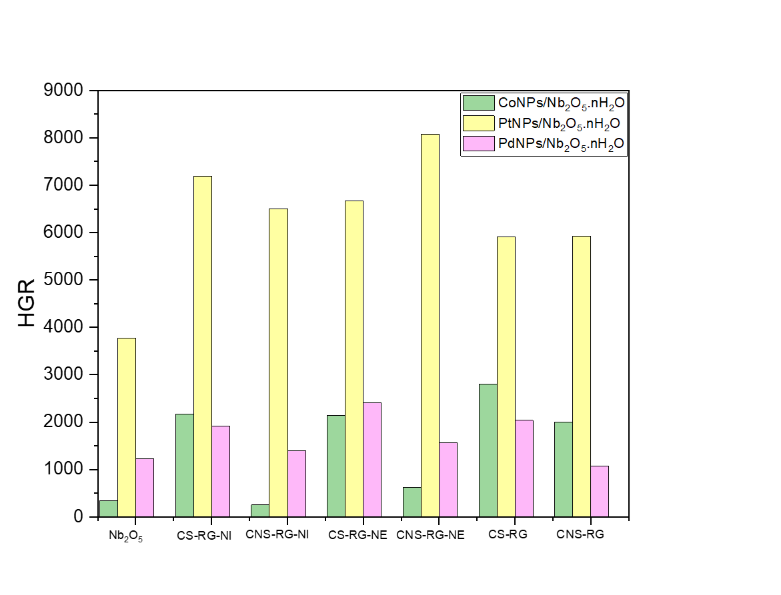 9000
8000
7000
6000
5000
4000
3000
2000
1000
0
HGR
CoNPs/Nb₂O₅.nH₂O
PtNPs/Nb₂O₅.nH₂O
PdNPs/Nb₂O₅.nH₂O
Nb₂O₅ CS-RG-NI CNS-RG-NI CS-RG-NE CNS-RG-NE CS-RG CNS-RG